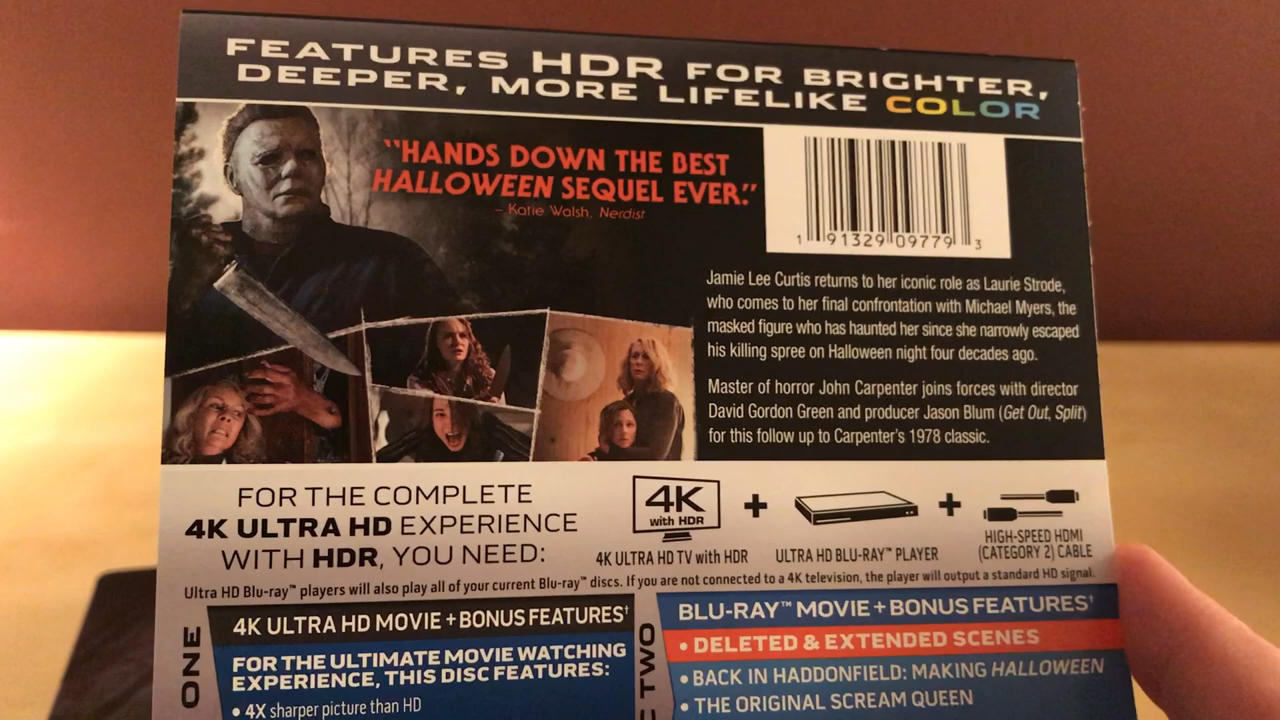 FEATURES HDR FOR BRIGHTER,
DEEPER, MORE LIFELIKE COLOR
“HANDS DOWN THE BEST
HALLOWEEN SEQUEL EVER.”
– Katie Walsh, Nerdist
1 91329 09779 3
Jamie Lee Curtis returns to her iconic role as Laurie Strode,
who comes to her final confrontation with Michael Myers, the
masked figure who has haunted her since she narrowly escaped
his killing spree on Halloween night four decades ago.
Master of horror John Carpenter joins forces with director
David Gordon Green and producer Jason Blum (Get Out, Split)
for this follow up to Carpenter's 1978 classic.
FOR THE COMPLETE
4K ULTRA HD EXPERIENCE
WITH HDR, YOU NEED:
4K
with HDR
+
+
4K ULTRA HD TV with HDR
ULTRA HD BLU-RAY™ PLAYER
HIGH-SPEED HDMI
(CATEGORY 2) CABLE
Ultra HD Blu-ray™ players will also play all of your current Blu-ray™ discs. If you are not connected to a 4K television, the player will output a standard HD signal.
ONE
4K ULTRA HD MOVIE + BONUS FEATURES†
FOR THE ULTIMATE MOVIE WATCHING
EXPERIENCE, THIS DISC FEATURES:
• 4X sharper picture than HD
C TWO
BLU-RAY™ MOVIE + BONUS FEATURES†
• DELETED & EXTENDED SCENES
• BACK IN HADDONFIELD: MAKING HALLOWEEN
• THE ORIGINAL SCREAM QUEEN